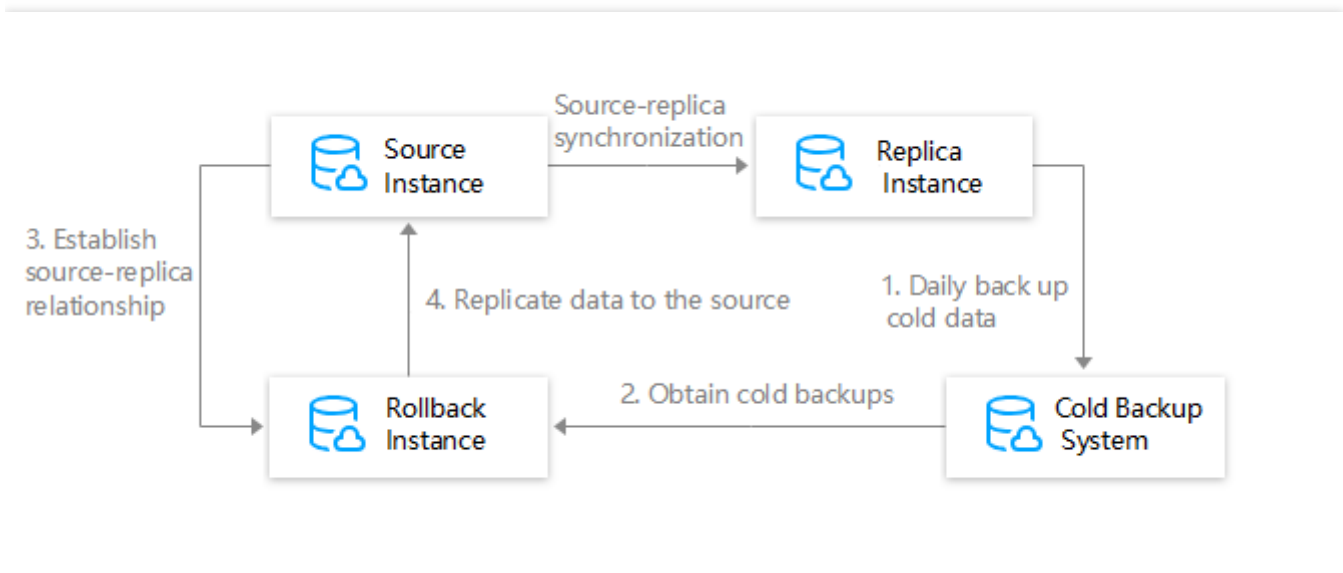 Source-replica
synchronization
Source
Instance
Replica
Instance
3. Establish
source-replica
relationship
4. Replicate data to the source
1. Daily back up
cold data
2. Obtain cold backups
Rollback
Instance
Cold Backup
System